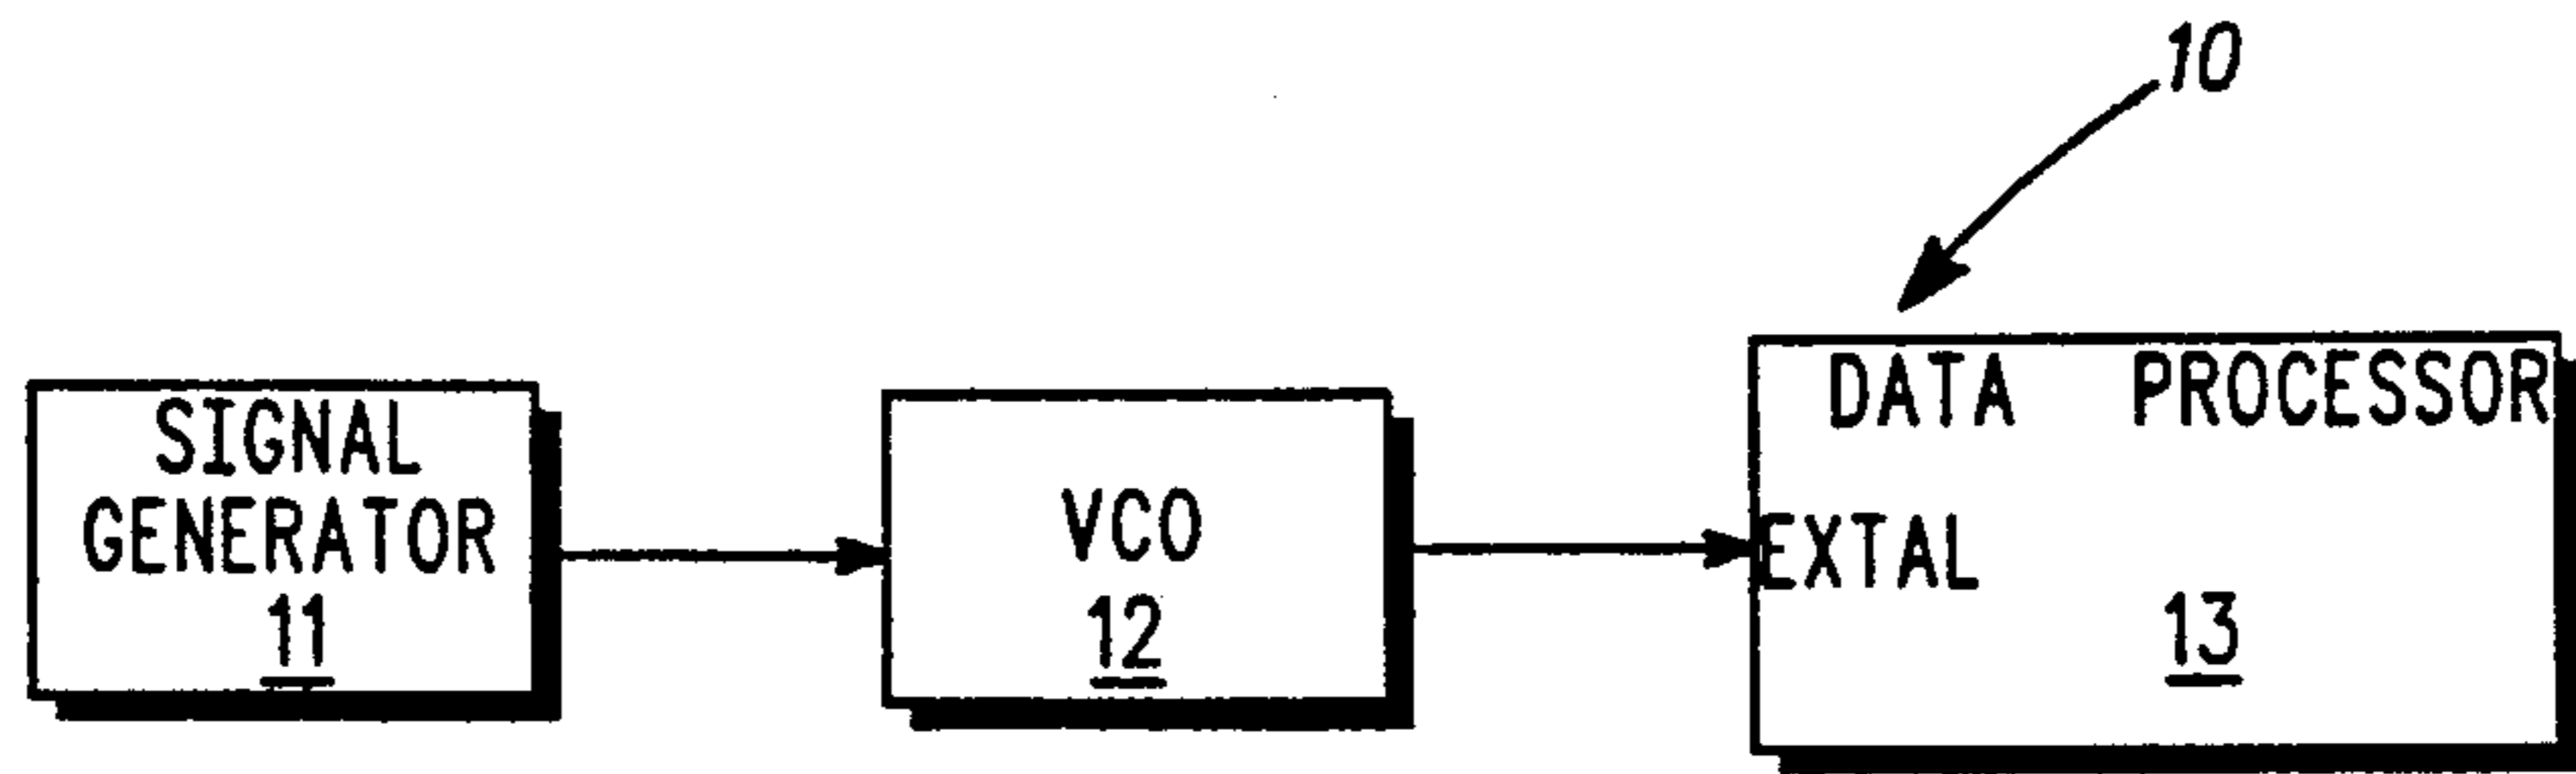 10
SIGNAL
GENERATOR
11
VCO
12
DATA PROCESSOR
EXTAL
13